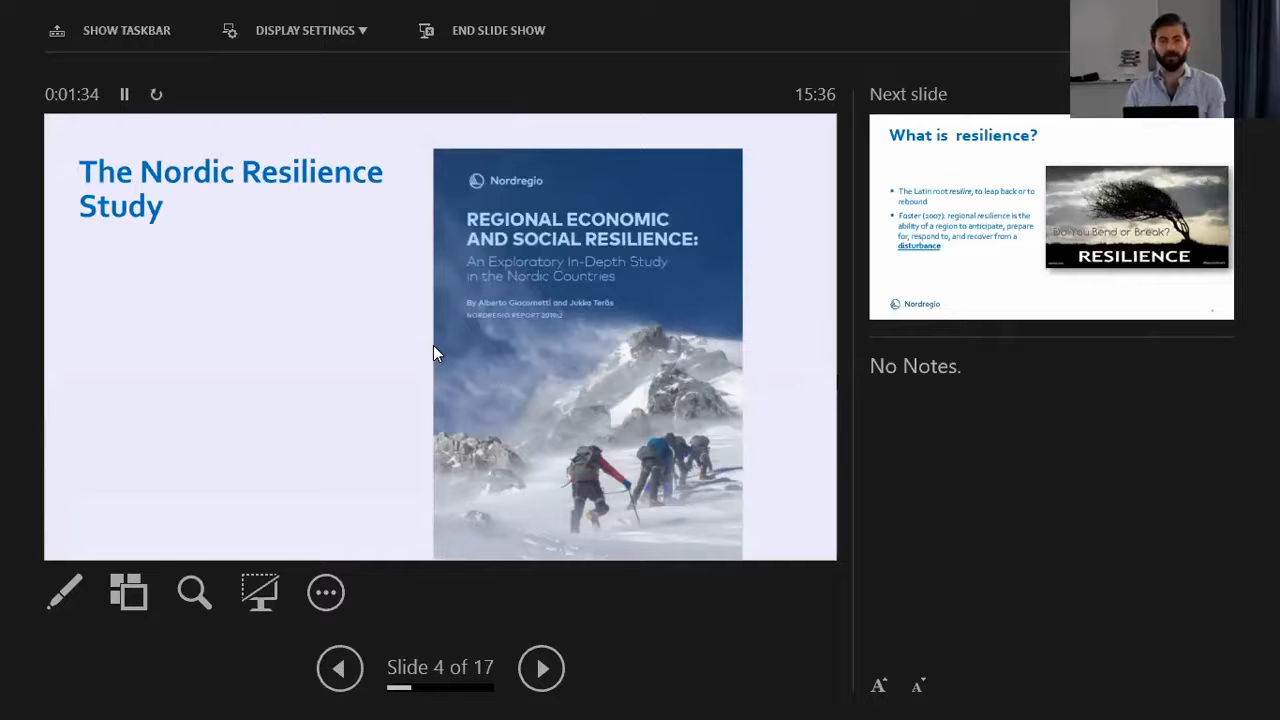 SHOW TASKBAR
DISPLAY SETTINGS
END SLIDE SHOW
0:01:34
15:36
Next slide
The Nordic Resilience
Study
Nordregio
REGIONAL ECONOMIC
AND SOCIAL RESILIENCE:
An Exploratory In-Depth Study
in the Nordic Countries
By Alberto Giacometti and Jukka Teräs
NORDREGIO REPORT 2019:2
What is resilience?
The Latin root resilire, to leap back or to
rebound
Foster (2007): regional resilience is the
ability of a region to anticipate, prepare
for, respond to, and recover from a
disturbance
Do You Bend or Break?
RESILIENCE
Nordregio
No Notes.
Slide 4 of 17
A A